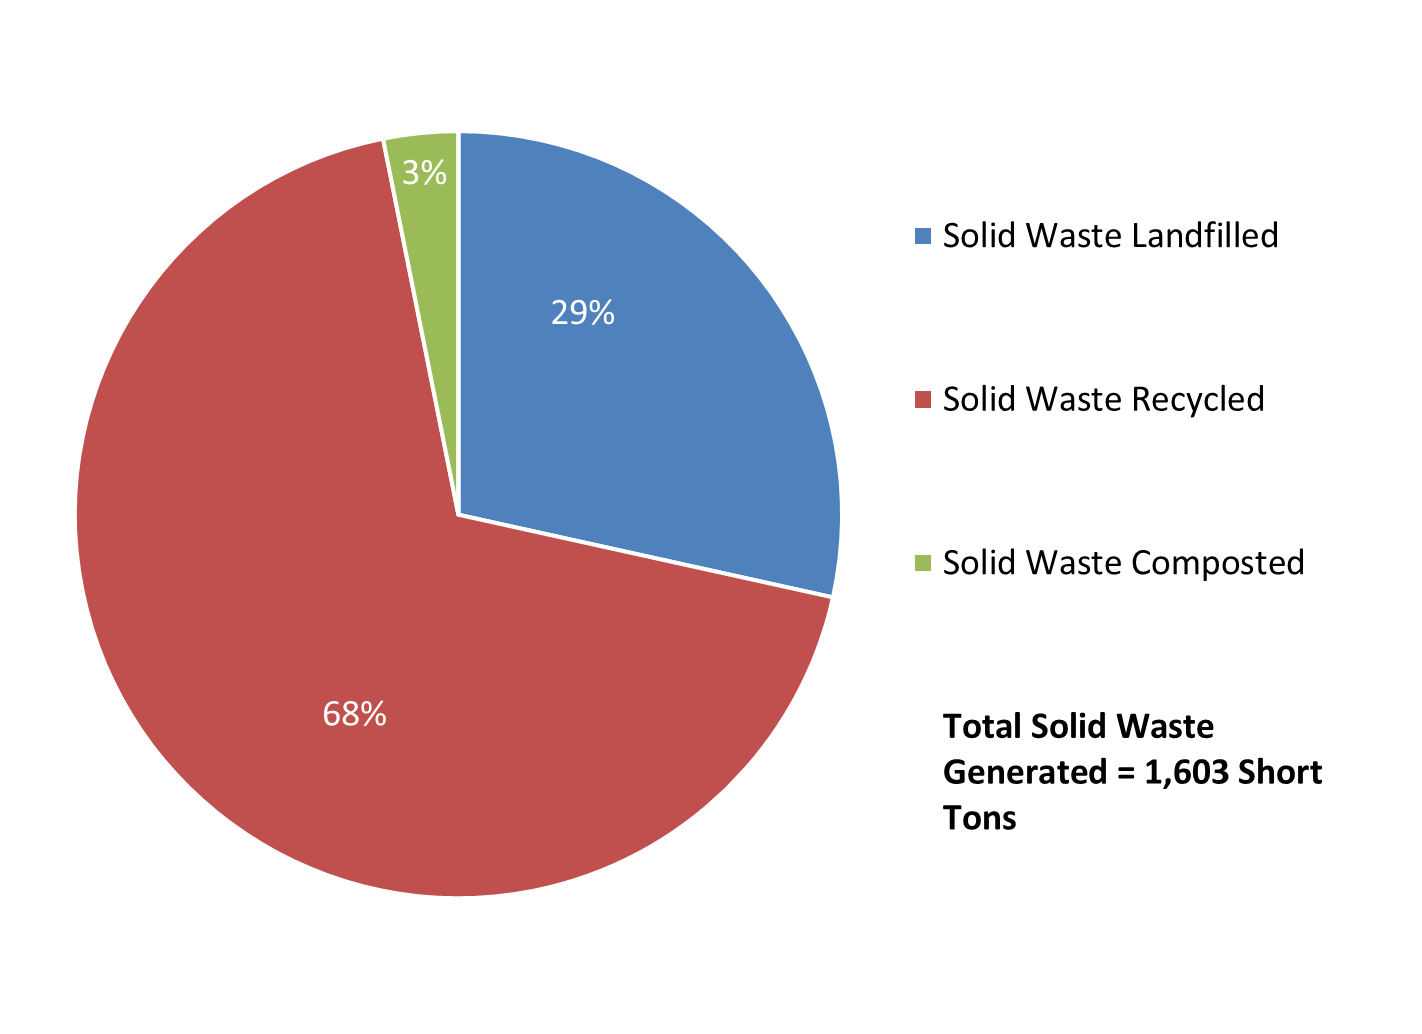 3%
29%
68%
Solid Waste Landfilled
Solid Waste Recycled
Solid Waste Composted
Total Solid Waste
Generated = 1,603 Short
Tons